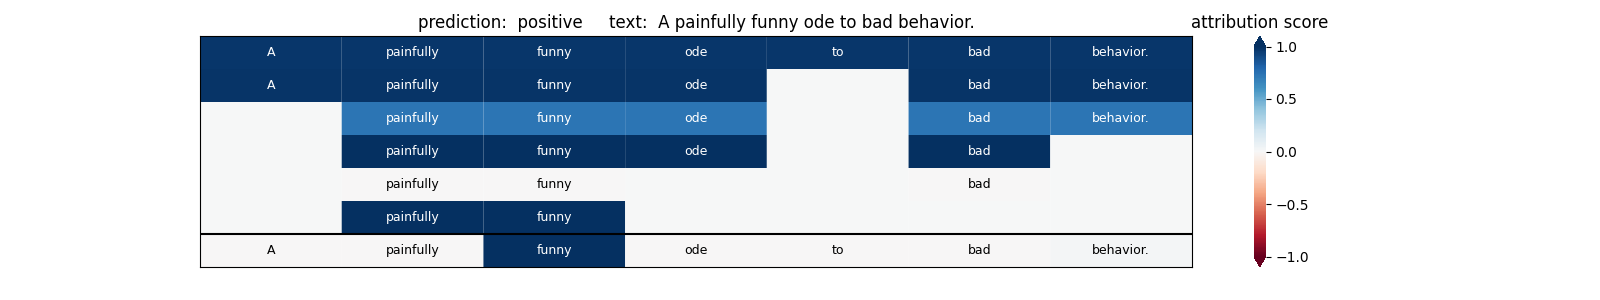 prediction:  positive     text:  A painfully funny ode to bad behavior.
attribution score
A painfully funny ode to bad behavior.
A painfully funny ode bad behavior.
painfully funny ode bad behavior.
painfully funny ode bad
painfully funny bad
painfully funny
A painfully funny ode to bad behavior.
1.0
0.5
0.0
−0.5
−1.0